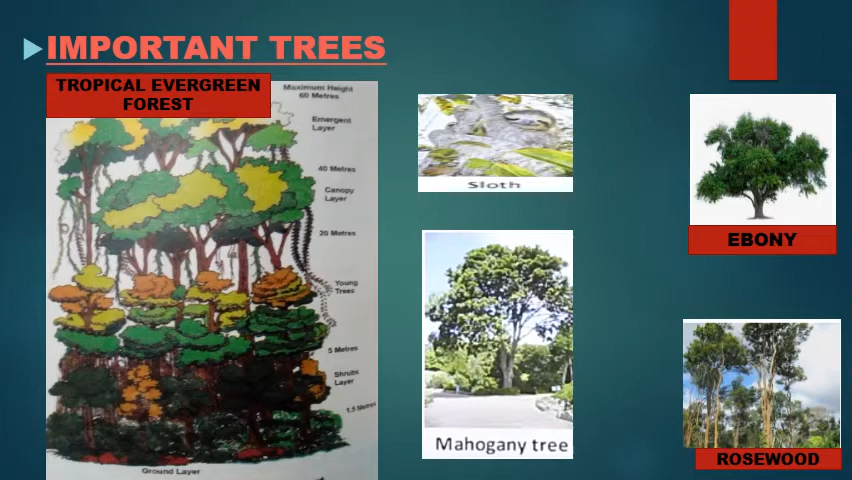 IMPORTANT TREES
TROPICAL EVERGREEN
FOREST
Maximum Height
60 Metres
Emergent
Layer
40 Metres
Canopy
Layer
20 Metres
Young
Trees
5 Metres
Shrubs
Layer
1.5 Metres
Ground Layer
Sloth
Mahogany tree
EBONY
ROSEWOOD